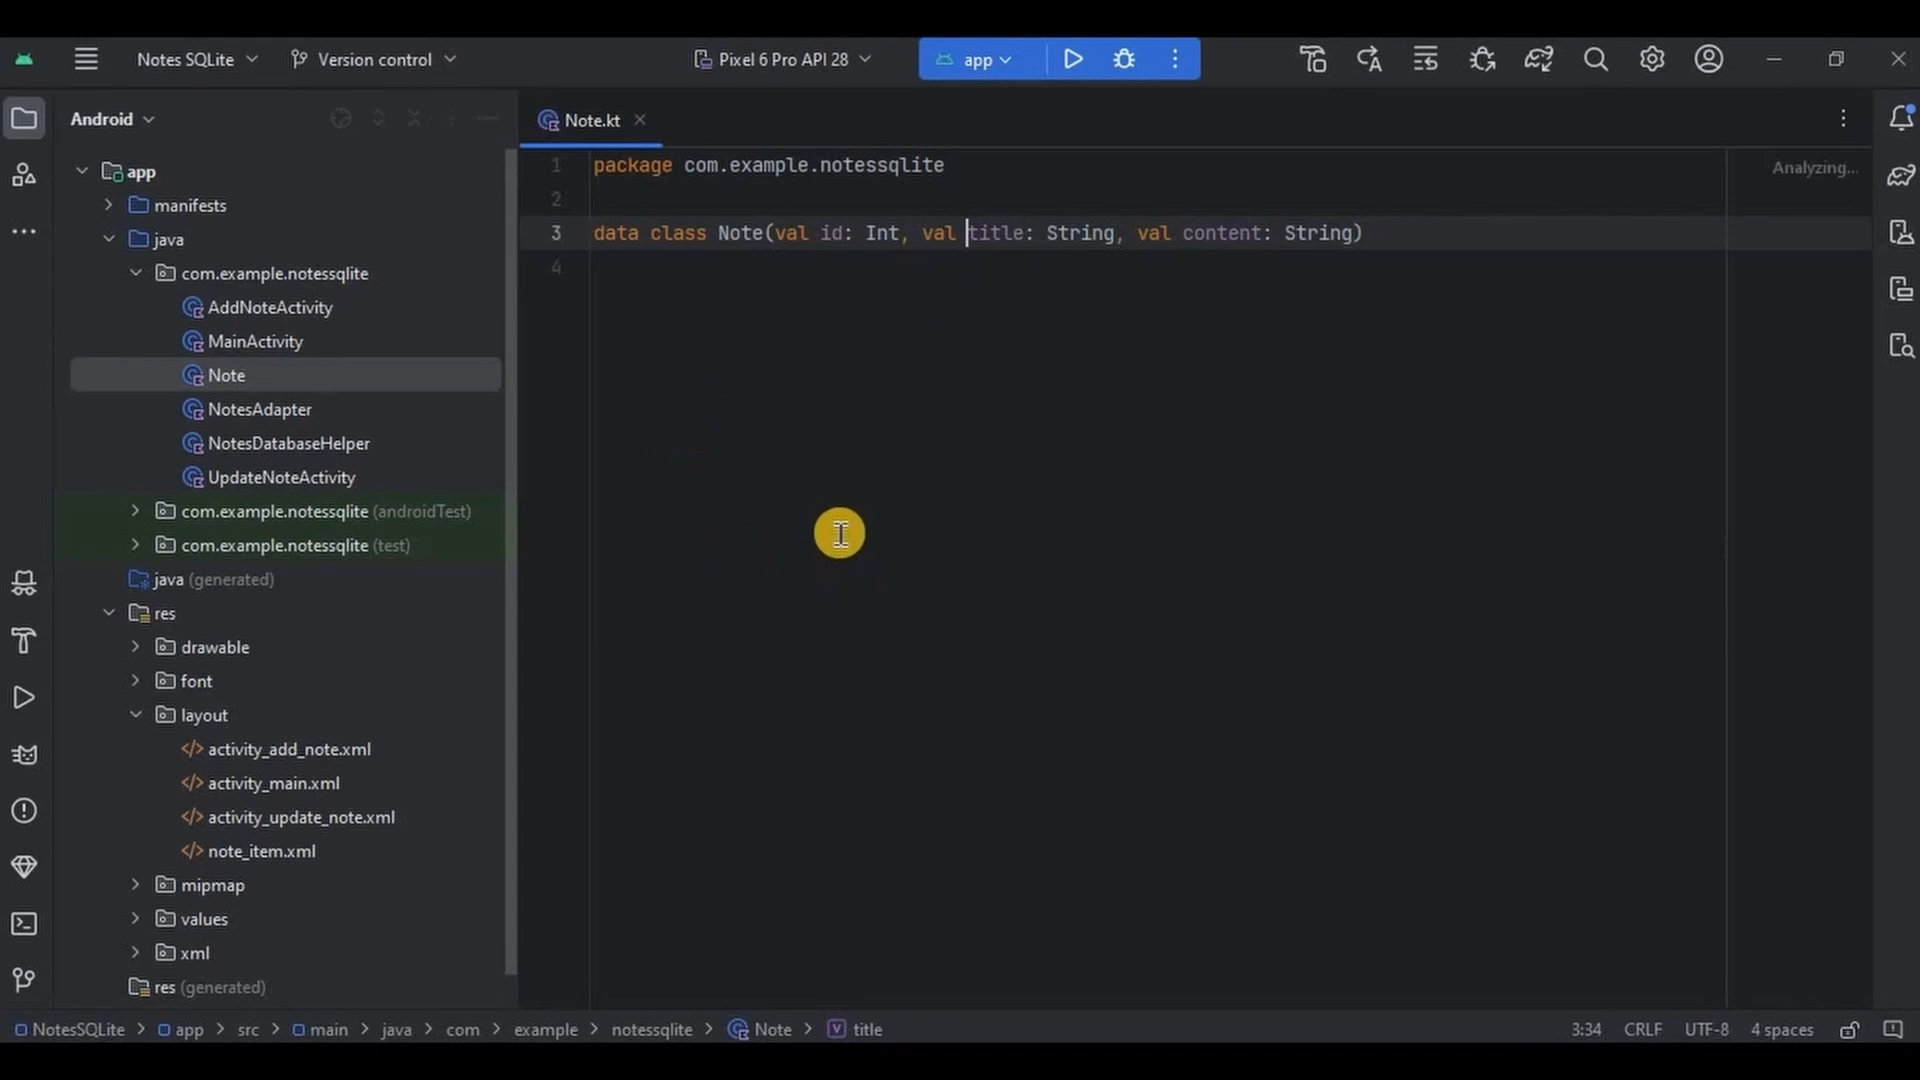 Notes SQLite
Version control
Pixel 6 Pro API 28
app
Android
Note.kt
app
manifests
java
com.example.notessqlite
AddNoteActivity
MainActivity
Note
NotesAdapter
NotesDatabaseHelper
UpdateNoteActivity
com.example.notessqlite (androidTest)
com.example.notessqlite (test)
java (generated)
res
drawable
font
layout
activity_add_note.xml
activity_main.xml
activity_update_note.xml
note_item.xml
mipmap
values
xml
res (generated)
1 package com.example.notessqlite
Analyzing...
2
3 data class Note(val id: Int, val title: String, val content: String)
4
NotesSQLite > app > src > main > java > com > example > notessqlite > Note > title
3:34 CRLF UTF-8 4 spaces